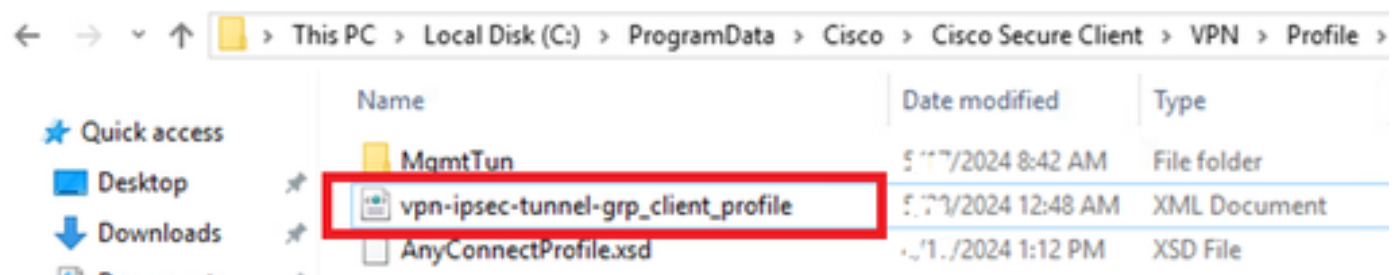 This PC > Local Disk (C:) > ProgramData > Cisco > Cisco Secure Client > VPN > Profile >
Name Date modified Type
Quick access
MgmtTun 8:42 AM File folder
Desktop
vpn-ipsec-tunnel-grp_client_profile 12:48 AM XML Document
Downloads
AnyConnectProfile.xsd 1:12 PM XSD File